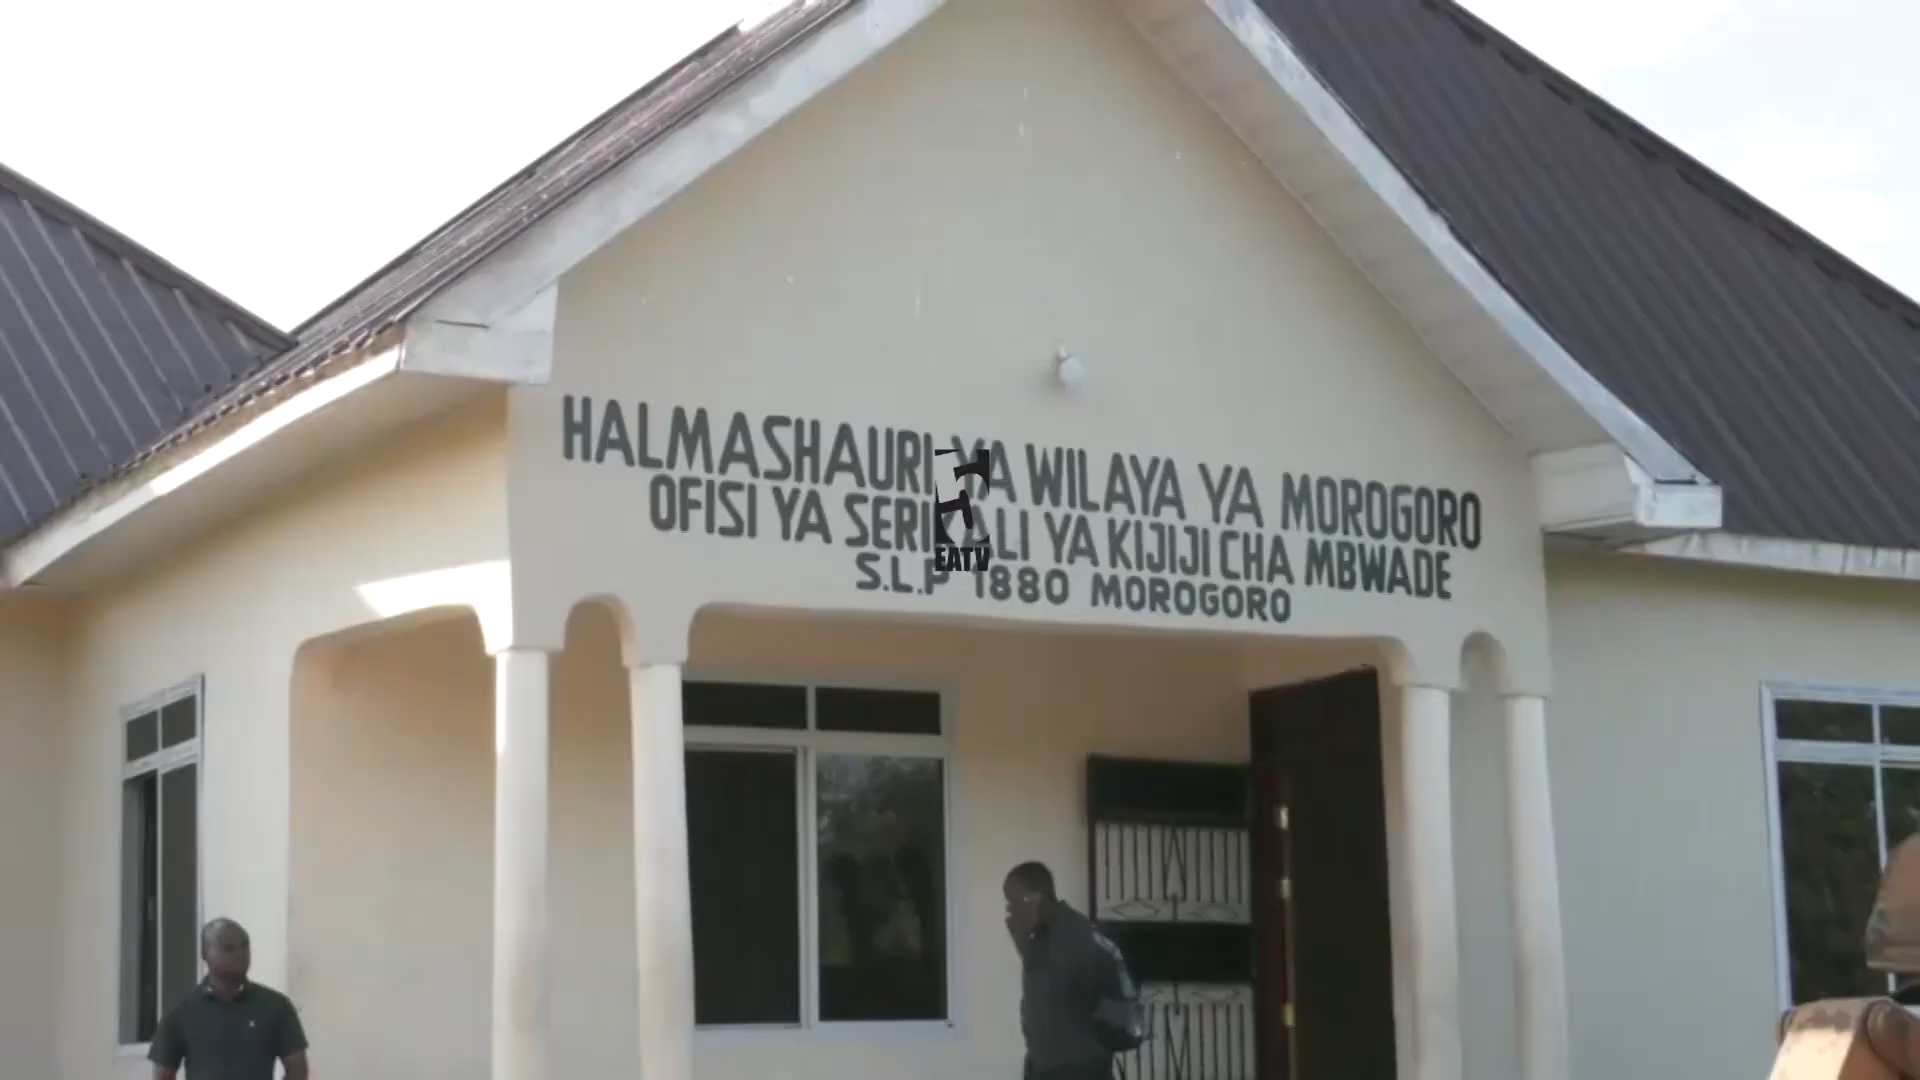 HALMASHAURI YA WILAYA YA MOROGORO
OFISI YA SERIKALI YA KIJIJI CHA MBWADE
S.L.P 1880 MOROGORO
EATV